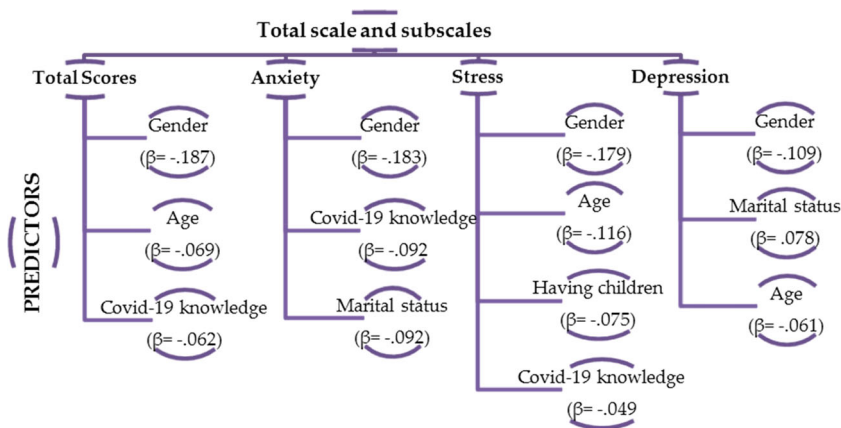 Total scale and subscales
Total Scores
Anxiety
Stress
Depression
PREDICTORS
Gender
(β= -.187)
Age
(β= -.069)
Covid-19 knowledge
(β= -.062)
Gender
(β= -.183)
Covid-19 knowledge
(β= -.092
Marital status
(β= -.092)
Gender
(β= -.179)
Age
(β= -.116)
Having children
(β= -.075)
Covid-19 knowledge
(β= -.049
Gender
(β= -.109)
Marital status
(β= .078)
Age
(β= -.061)